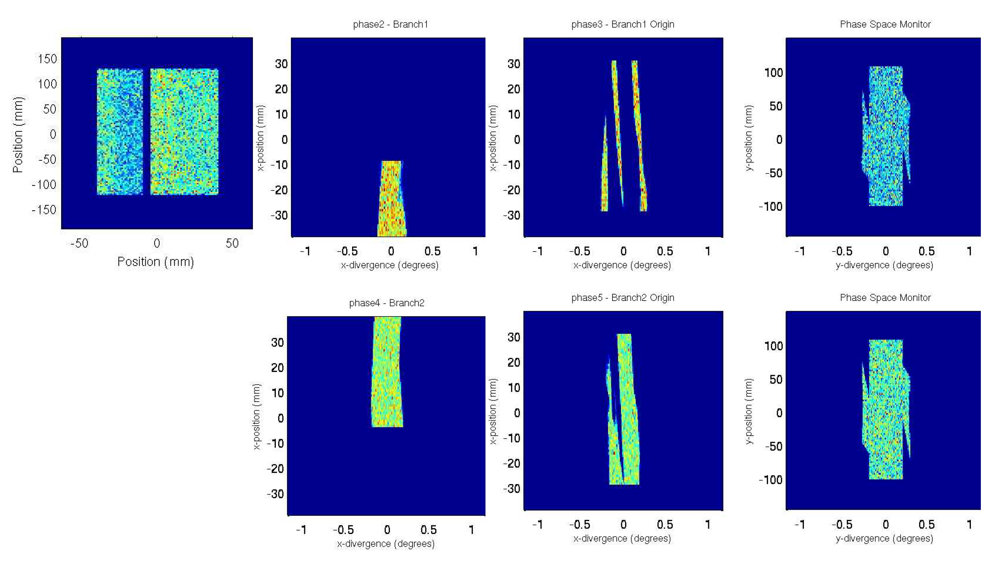 150
100
50
0
-50
-100
-150
Position (mm)
-50 0 50
Position (mm)
phase2 - Branch1
30
20
10
0
-10
-20
-30
x-position (mm)
-1 -0.5 0 0.5 1
x-divergence (degrees)
phase3 - Branch1 Origin
30
20
10
0
-10
-20
-30
x-position (mm)
-1 -0.5 0 0.5 1
x-divergence (degrees)
Phase Space Monitor
100
50
0
-50
-100
y-position (mm)
-1 -0.5 0 0.5 1
y-divergence (degrees)
phase4 - Branch2
30
20
10
0
-10
-20
-30
x-position (mm)
-1 -0.5 0 0.5 1
x-divergence (degrees)
phase5 - Branch2 Origin
30
20
10
0
-10
-20
-30
x-position (mm)
-1 -0.5 0 0.5 1
x-divergence (degrees)
Phase Space Monitor
100
50
0
-50
-100
y-position (mm)
-1 -0.5 0 0.5 1
y-divergence (degrees)